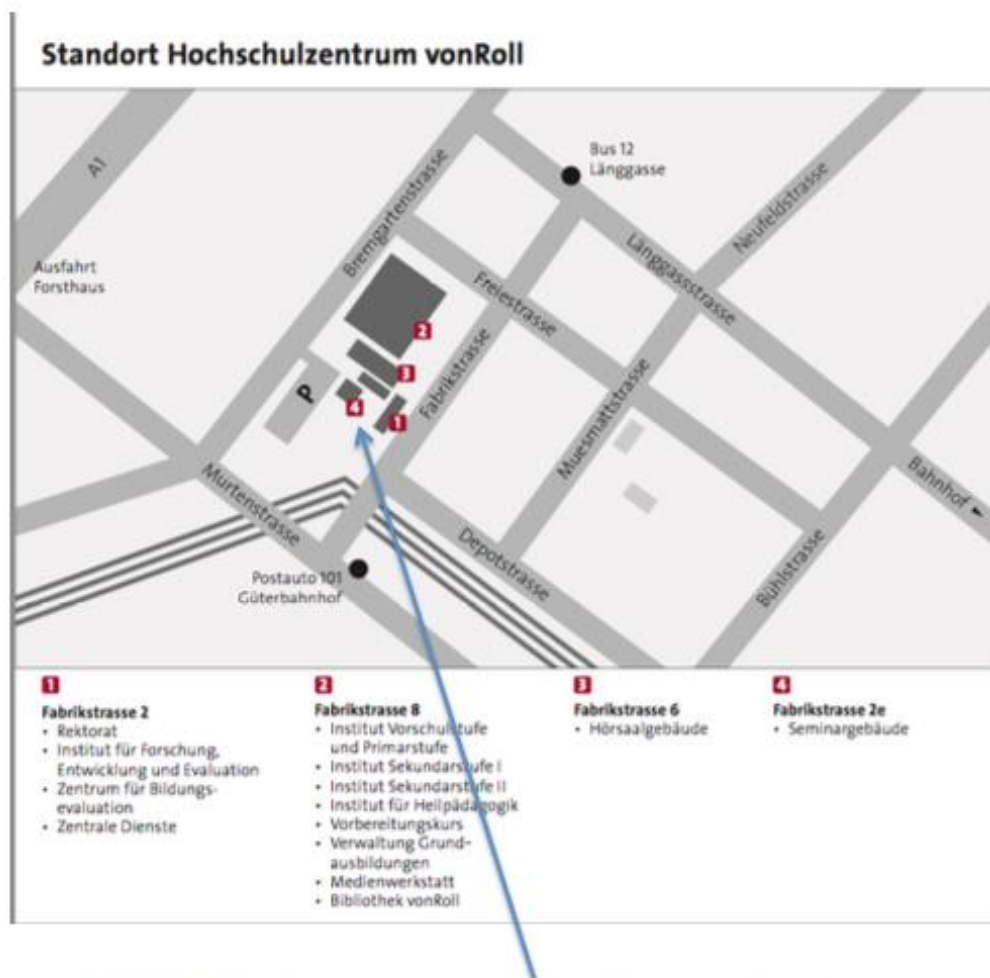 Standort Hochschulzentrum vonRoll
A1
Bremgartenstrasse
Bus 12
Länggasse
Neufeldstrasse
Ausfahrt
Forsthaus
Länggassstrasse
Freiestrasse
2
3
P
4
1
Fabrikstrasse
Muesmattstrasse
Murtenstrasse
Bahnhof
Depotstrasse
Bühlstrasse
Postauto 101
Güterbahnhof
1
Fabrikstrasse 2
• Rektorat
• Institut für Forschung,
Entwicklung und Evaluation
• Zentrum für Bildungs-
evaluation
• Zentrale Dienste
2
Fabrikstrasse 8
• Institut Vorschulstufe
und Primarstufe
• Institut Sekundarstufe I
• Institut Sekundarstufe II
• Institut für Heilpädagogik
• Vorbereitungskurs
• Verwaltung Grund-
ausbildungen
• Medienwerkstatt
• Bibliothek vonRoll
3
Fabrikstrasse 6
• Hörsaalgebäude
4
Fabrikstrasse 2e
• Seminargebäude